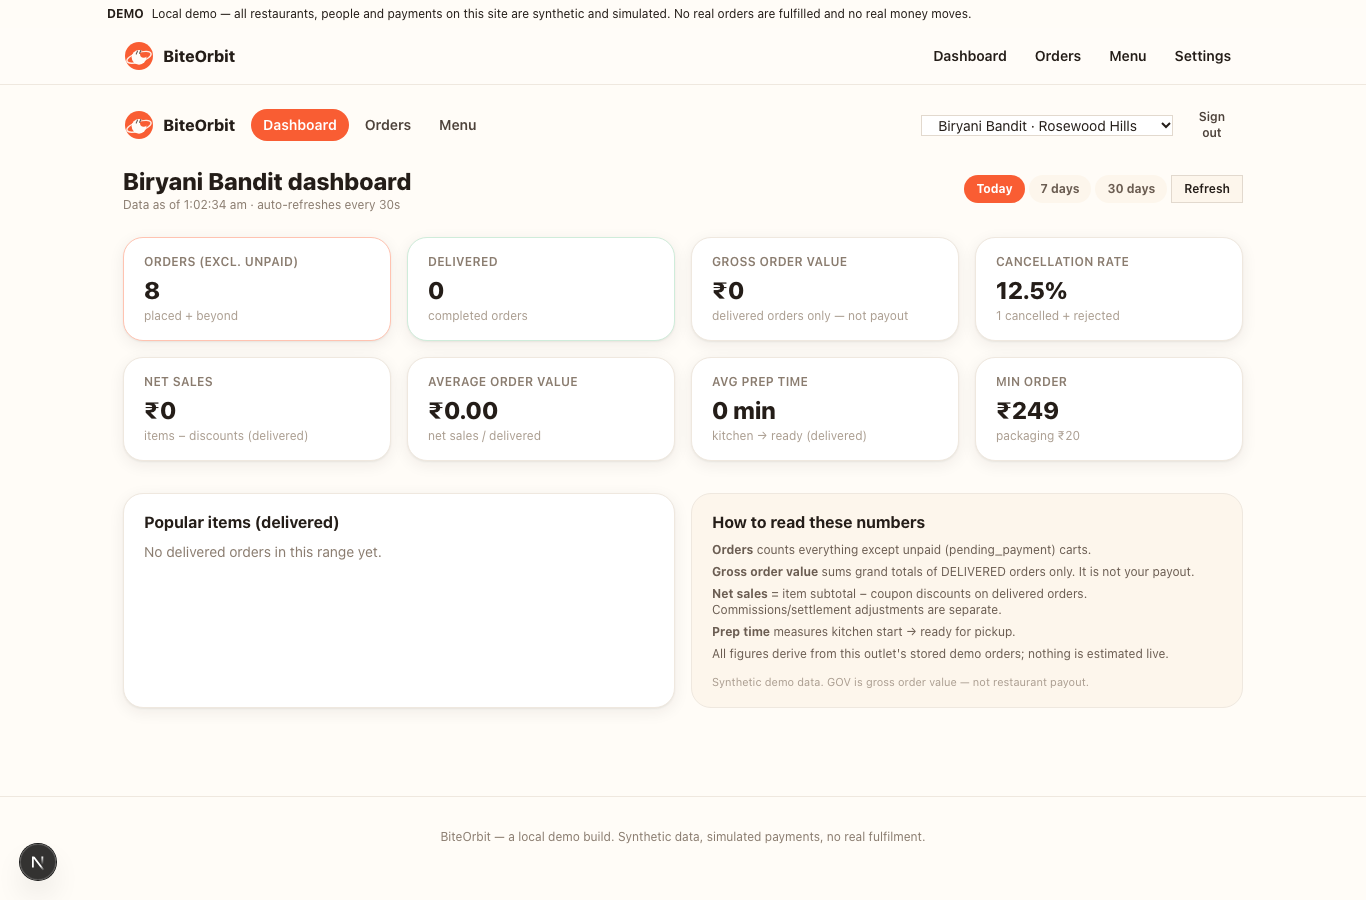 DEMO Local demo — all restaurants, people and payments on this site are synthetic and simulated. No real orders are fulfilled and no real money moves.
BiteOrbit
Dashboard Orders Menu Settings
BiteOrbit Dashboard Orders Menu
Biryani Bandit · Rosewood Hills
Sign
out
Biryani Bandit dashboard
Data as of 1:02:34 am · auto-refreshes every 30s
Today 7 days 30 days Refresh
ORDERS (EXCL. UNPAID)
8
placed + beyond
DELIVERED
0
completed orders
GROSS ORDER VALUE
₹0
delivered orders only — not payout
CANCELLATION RATE
12.5%
1 cancelled + rejected
NET SALES
₹0
items − discounts (delivered)
AVERAGE ORDER VALUE
₹0.00
net sales / delivered
AVG PREP TIME
0 min
kitchen → ready (delivered)
MIN ORDER
₹249
packaging ₹20
Popular items (delivered)
No delivered orders in this range yet.
How to read these numbers
Orders counts everything except unpaid (pending_payment) carts.
Gross order value sums grand totals of DELIVERED orders only. It is not your payout.
Net sales = item subtotal − coupon discounts on delivered orders.
Commissions/settlement adjustments are separate.
Prep time measures kitchen start → ready for pickup.
All figures derive from this outlet's stored demo orders; nothing is estimated live.
Synthetic demo data. GOV is gross order value — not restaurant payout.
BiteOrbit — a local demo build. Synthetic data, simulated payments, no real fulfilment.
N